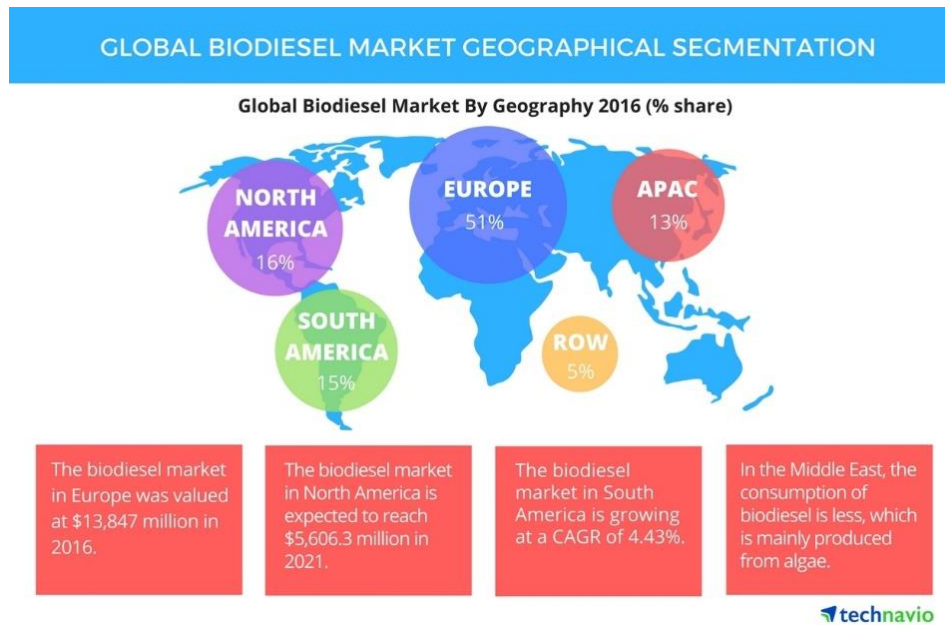 GLOBAL BIODIESEL MARKET GEOGRAPHICAL SEGMENTATION
Global Biodiesel Market By Geography 2016 (% share)
NORTH
AMERICA
16%
EUROPE
51%
APAC
13%
SOUTH
AMERICA
15%
ROW
5%
The biodiesel market
in Europe was valued
at $13,847 million in
2016.
The biodiesel market
in North America is
expected to reach
$5,606.3 million in
2021.
The biodiesel
market in South
America is growing
at a CAGR of 4.43%.
In the Middle East, the
consumption of
biodiesel is less, which
is mainly produced
from algae.
technavio